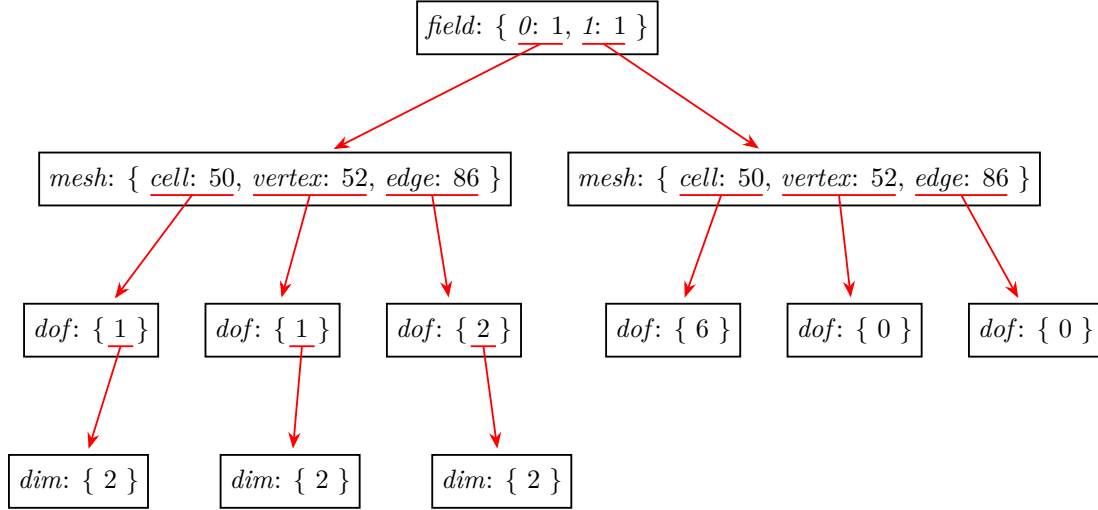 field: { 0: 1, 1: 1 }
mesh: { cell: 50, vertex: 52, edge: 86 }
mesh: { cell: 50, vertex: 52, edge: 86 }
dof: { 1 }
dof: { 1 }
dof: { 2 }
dof: { 6 }
dof: { 0 }
dof: { 0 }
dim: { 2 }
dim: { 2 }
dim: { 2 }